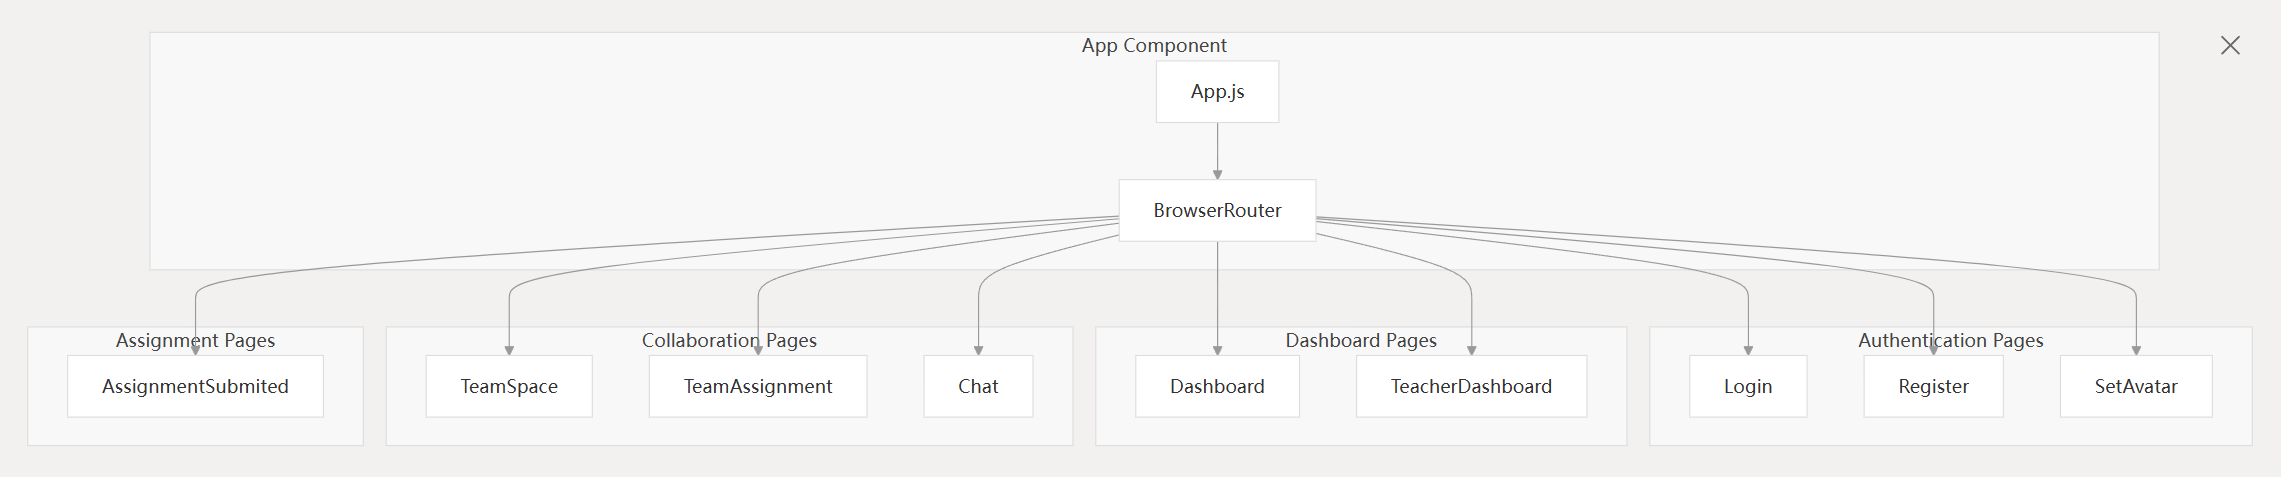 App Component
App.js
BrowserRouter
Assignment Pages
AssignmentSubmited
Collaboration Pages
TeamSpace
TeamAssignment
Chat
Dashboard Pages
Dashboard
TeacherDashboard
Authentication Pages
Login
Register
SetAvatar